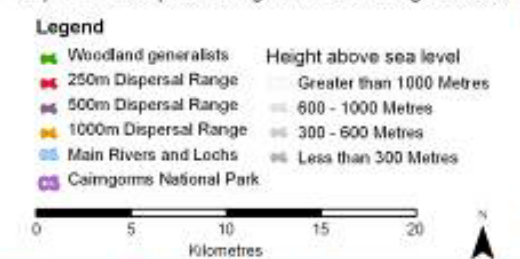 Legend
Woodland generalists
250m Dispersal Range
500m Dispersal Range
1000m Dispersal Range
Main Rivers and Lochs
Cairngorms National Park
Height above sea level
Greater than 1000 Metres
600 - 1000 Metres
300 - 600 Metres
Less than 300 Metres
0 5 10 15 20
Kilometres
N